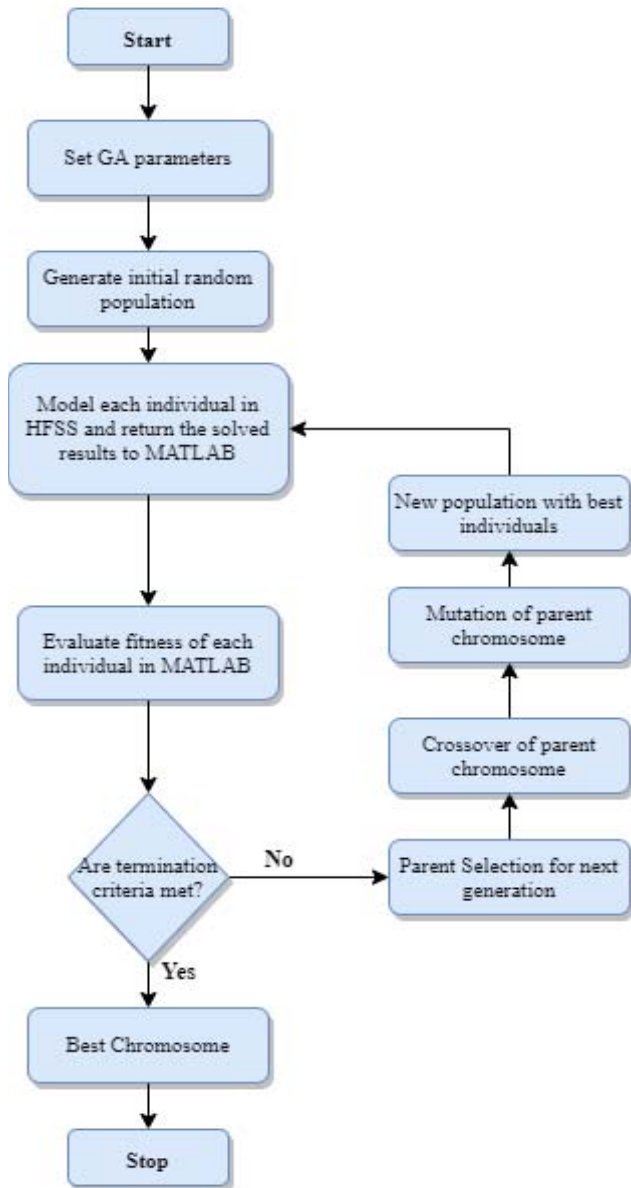 Start
Set GA parameters
Generate initial random
population
Model each individual in
HFSS and return the solved
results to MATLAB
Evaluate fitness of each
individual in MATLAB
Are termination
criteria met?
No
Parent Selection for next
generation
Crossover of parent
chromosome
Mutation of parent
chromosome
New population with best
individuals
Yes
Best Chromosome
Stop